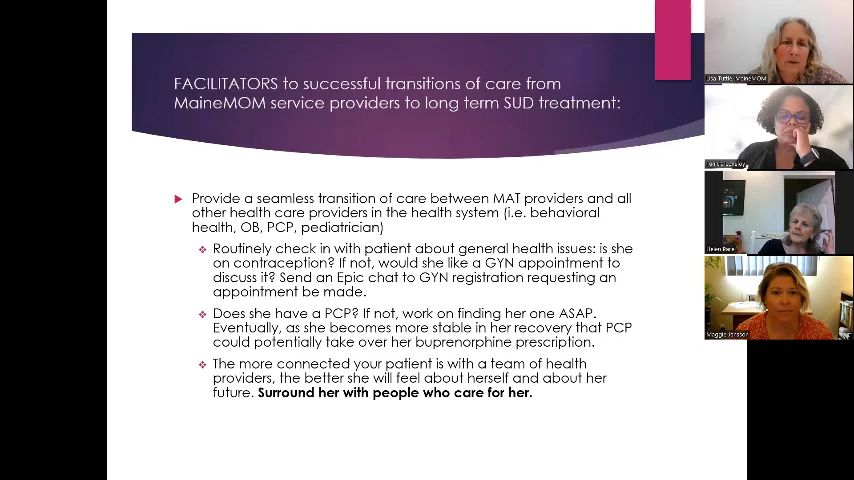 FACILITATORS to successful transitions of care from
MaineMOM service providers to long term SUD treatment:
Provide a seamless transition of care between MAT providers and all
other health care providers in the health system (i.e. behavioral
health, OB, PCP, pediatrician)
Routinely check in with patient about general health issues: is she
on contraception? If not, would she like a GYN appointment to
discuss it? Send an Epic chat to GYN registration requesting an
appointment be made.
Does she have a PCP? If not, work on finding her one ASAP.
Eventually, as she becomes more stable in her recovery that PCP
could potentially take over her buprenorphine prescription.
The more connected your patient is with a team of health
providers, the better she will feel about herself and about her
future. Surround her with people who care for her.
Lisa Tuttle, MaineMOM
Helen Pare
Maggie Jansson